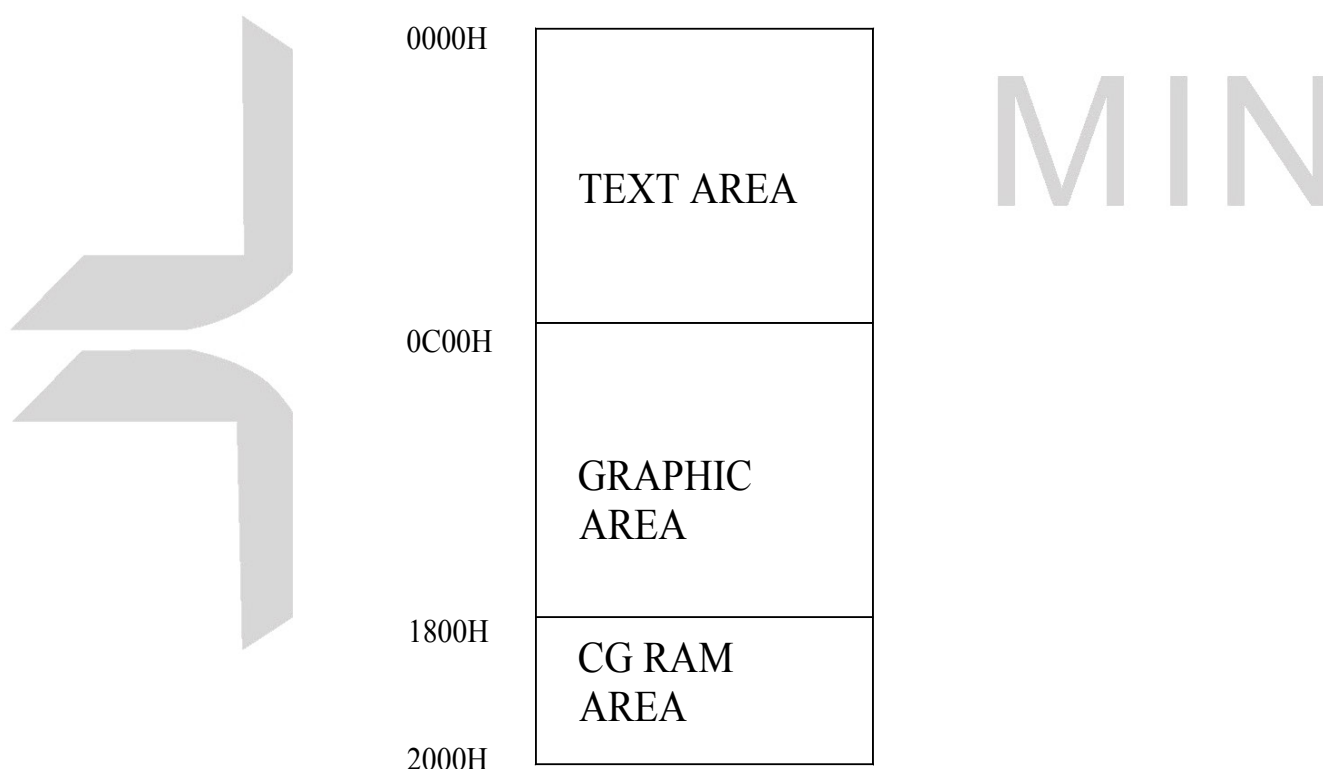 0000H
MIN
TEXT AREA
0C00H
GRAPHIC
AREA
1800H
CG RAM
AREA
2000H